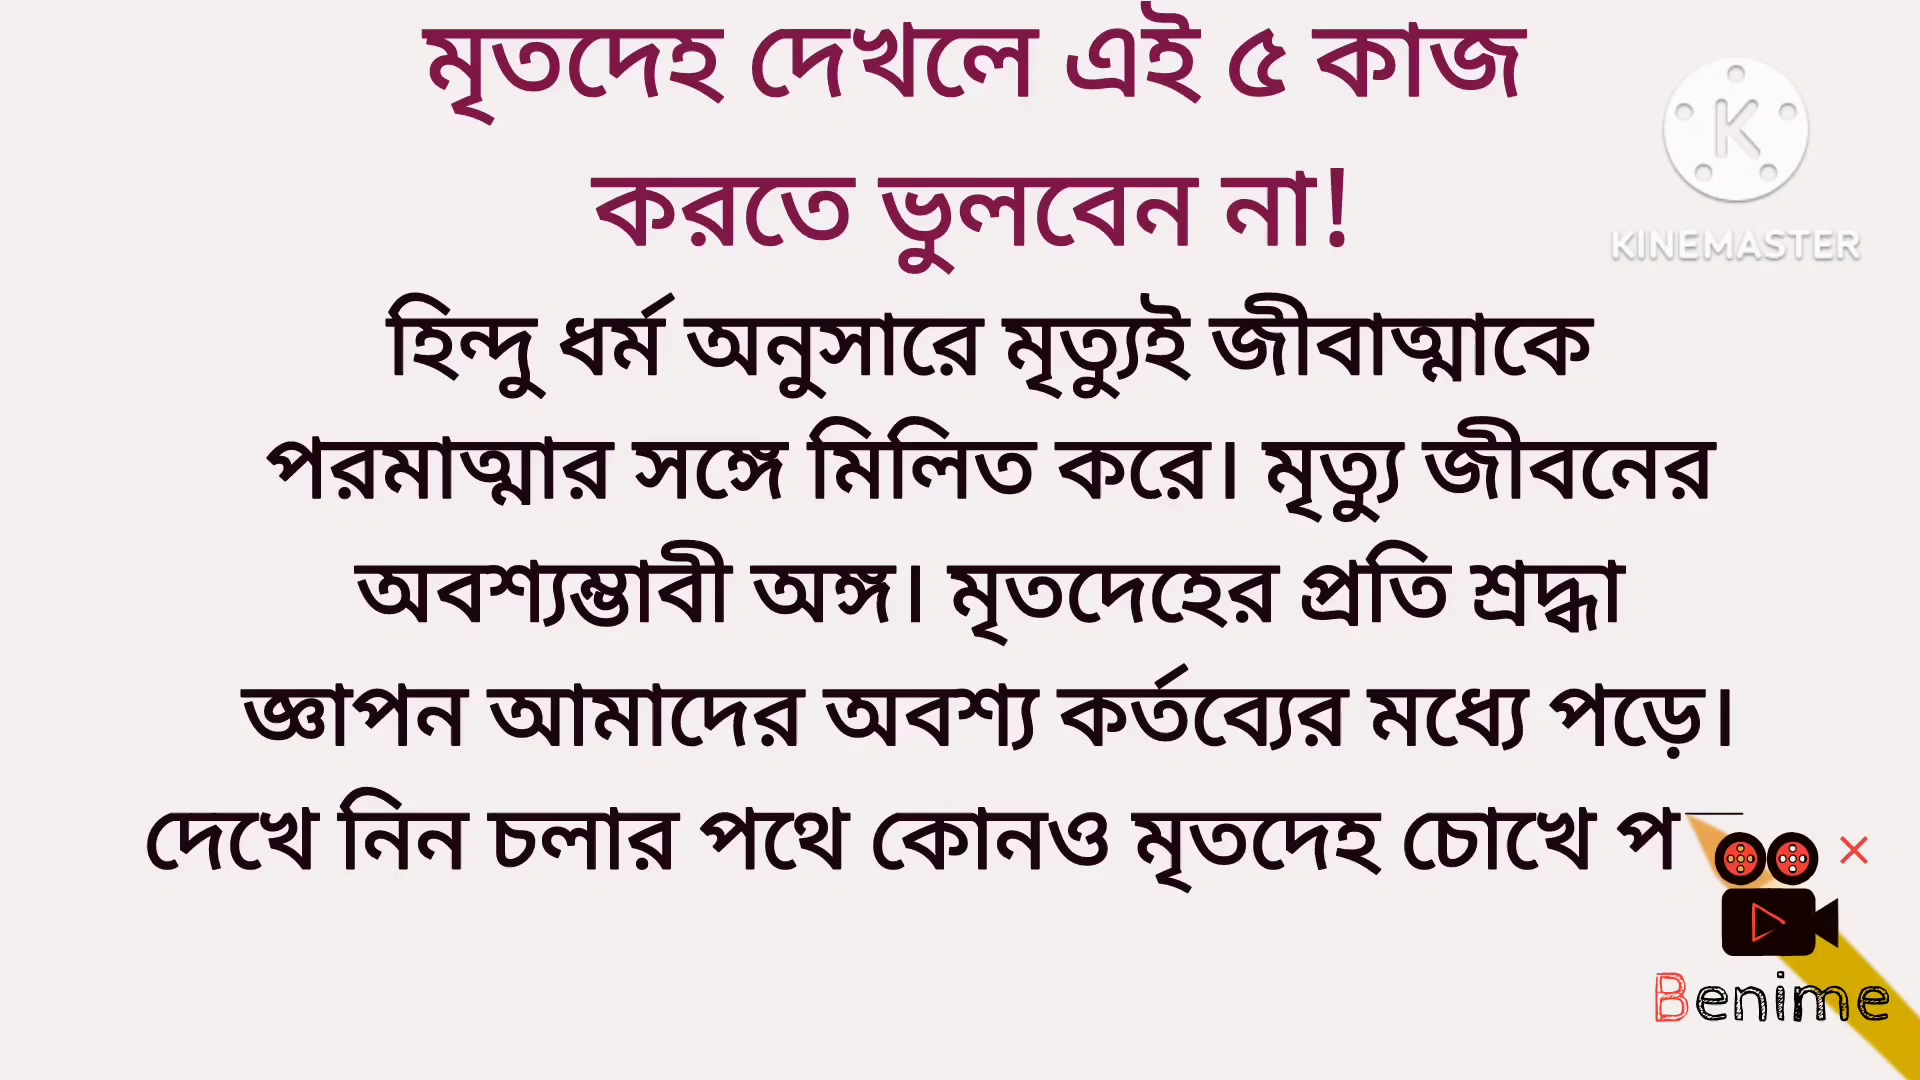 মৃতদেহ দেখলে এই ৫ কাজ
করতে ভুলবেন না!
হিন্দু ধর্ম অনুসারে মৃত্যুই জীবাত্মাকে
পরমাত্মার সঙ্গে মিলিত করে। মৃত্যু জীবনের
অবশ্যম্ভাবী অঙ্গ। মৃতদেহের প্রতি শ্রদ্ধা
জ্ঞাপন আমাদের অবশ্য কর্তব্যের মধ্যে পড়ে।
দেখে নিন চলার পথে কোনও মৃতদেহ চোখে প
KINEMASTER
Benime